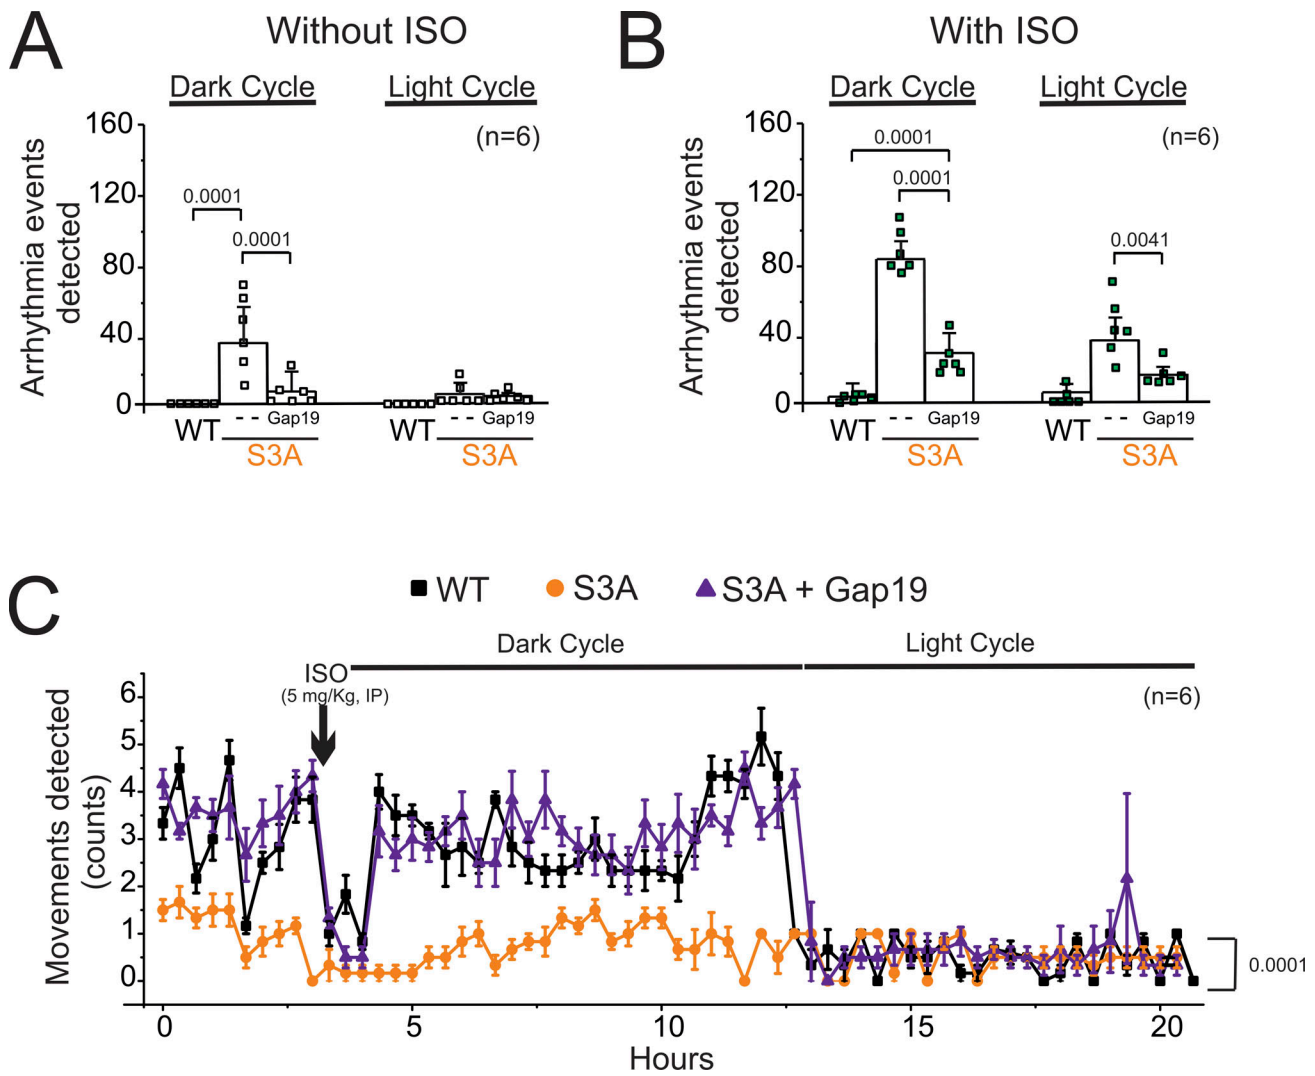 A
Without ISO
Dark Cycle
Light Cycle
(n=6)
Arrhythmia events
detected
160
120
80
40
0
0.0001
0.0001
WT
- -
Gap19
S3A
WT
- -
Gap19
S3A
B
With ISO
Dark Cycle
Light Cycle
(n=6)
Arrhythmia events
detected
160
120
80
40
0
0.0001
0.0001
0.0041
WT
- -
Gap19
S3A
WT
- -
Gap19
S3A
C
WT
S3A
S3A + Gap19
Dark Cycle
Light Cycle
ISO
(5 mg/Kg, IP)
(n=6)
Movements detected
(counts)
6
5
4
3
2
1
0
0.0001
0
5
10
15
20
Hours